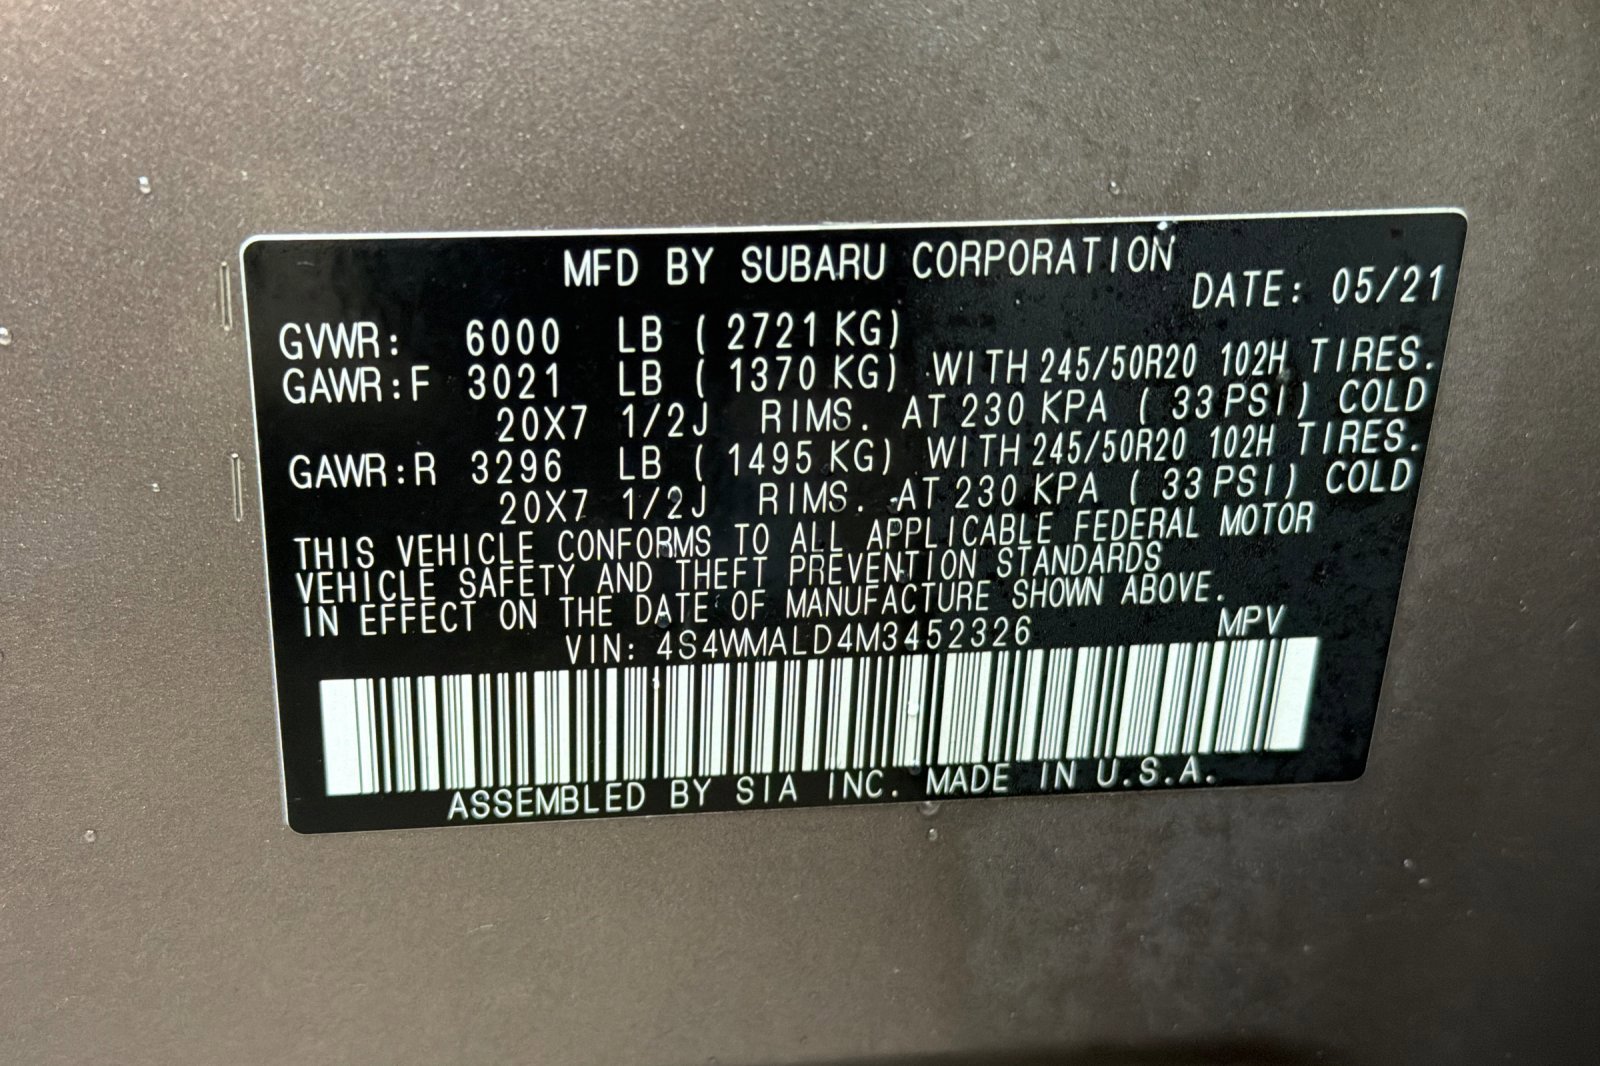 MFD BY SUBARU CORPORATION
DATE: 05/21
GVWR: 6000 LB ( 2721 KG)
GAWR:F 3021 LB ( 1370 KG) WITH 245/50R20 102H TIRES.
20X7 1/2J RIMS. AT 230 KPA ( 33 PSI) COLD
GAWR:R 3296 LB ( 1495 KG) WITH 245/50R20 102H TIRES.
20X7 1/2J RIMS. AT 230 KPA ( 33 PSI) COLD
THIS VEHICLE CONFORMS TO ALL APPLICABLE FEDERAL MOTOR
VEHICLE SAFETY AND THEFT PREVENTION STANDARDS
IN EFFECT ON THE DATE OF MANUFACTURE SHOWN ABOVE.
VIN: 4S4WMALD4M3452326 MPV
ASSEMBLED BY SIA INC. MADE IN U.S.A.